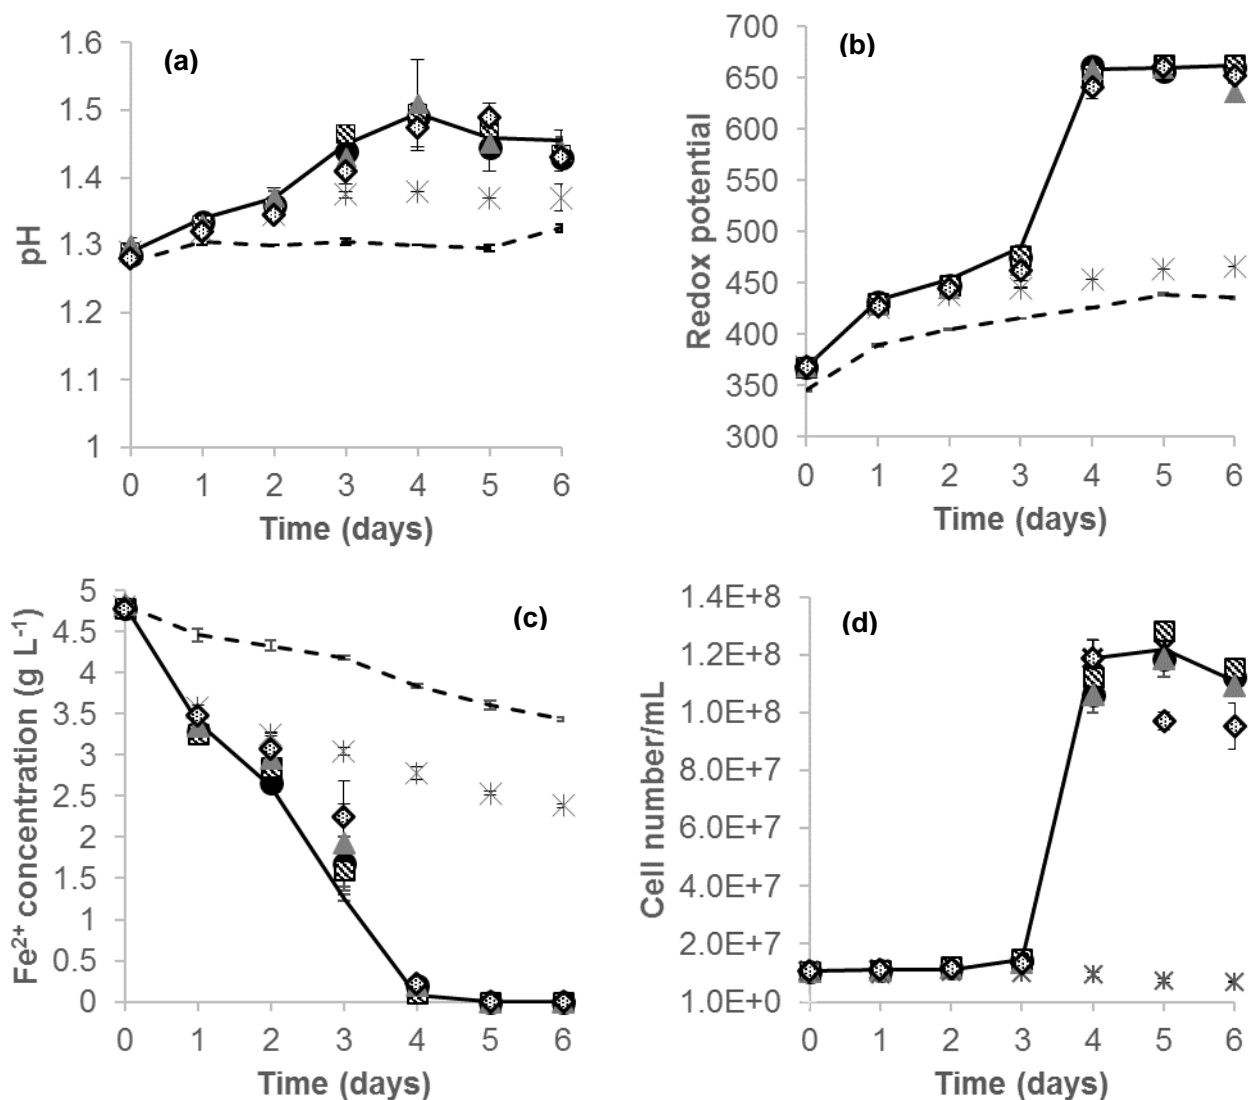 (a)
pH
1.6
1.5
1.4
1.3
1.2
1.1
1
0 1 2 3 4 5 6
Time (days)
(b)
Redox potential
700
650
600
550
500
450
400
350
300
0 1 2 3 4 5 6
Time (days)
(c)
Fe²⁺ concentration (g L⁻¹)
5
4.5
4
3.5
3
2.5
2
1.5
1
0.5
0
0 1 2 3 4 5 6
Time (days)
(d)
Cell number/mL
1.4E+8
1.2E+8
1.0E+8
8.0E+7
6.0E+7
4.0E+7
2.0E+7
1.0E+0
0 1 2 3 4 5 6
Time (days)